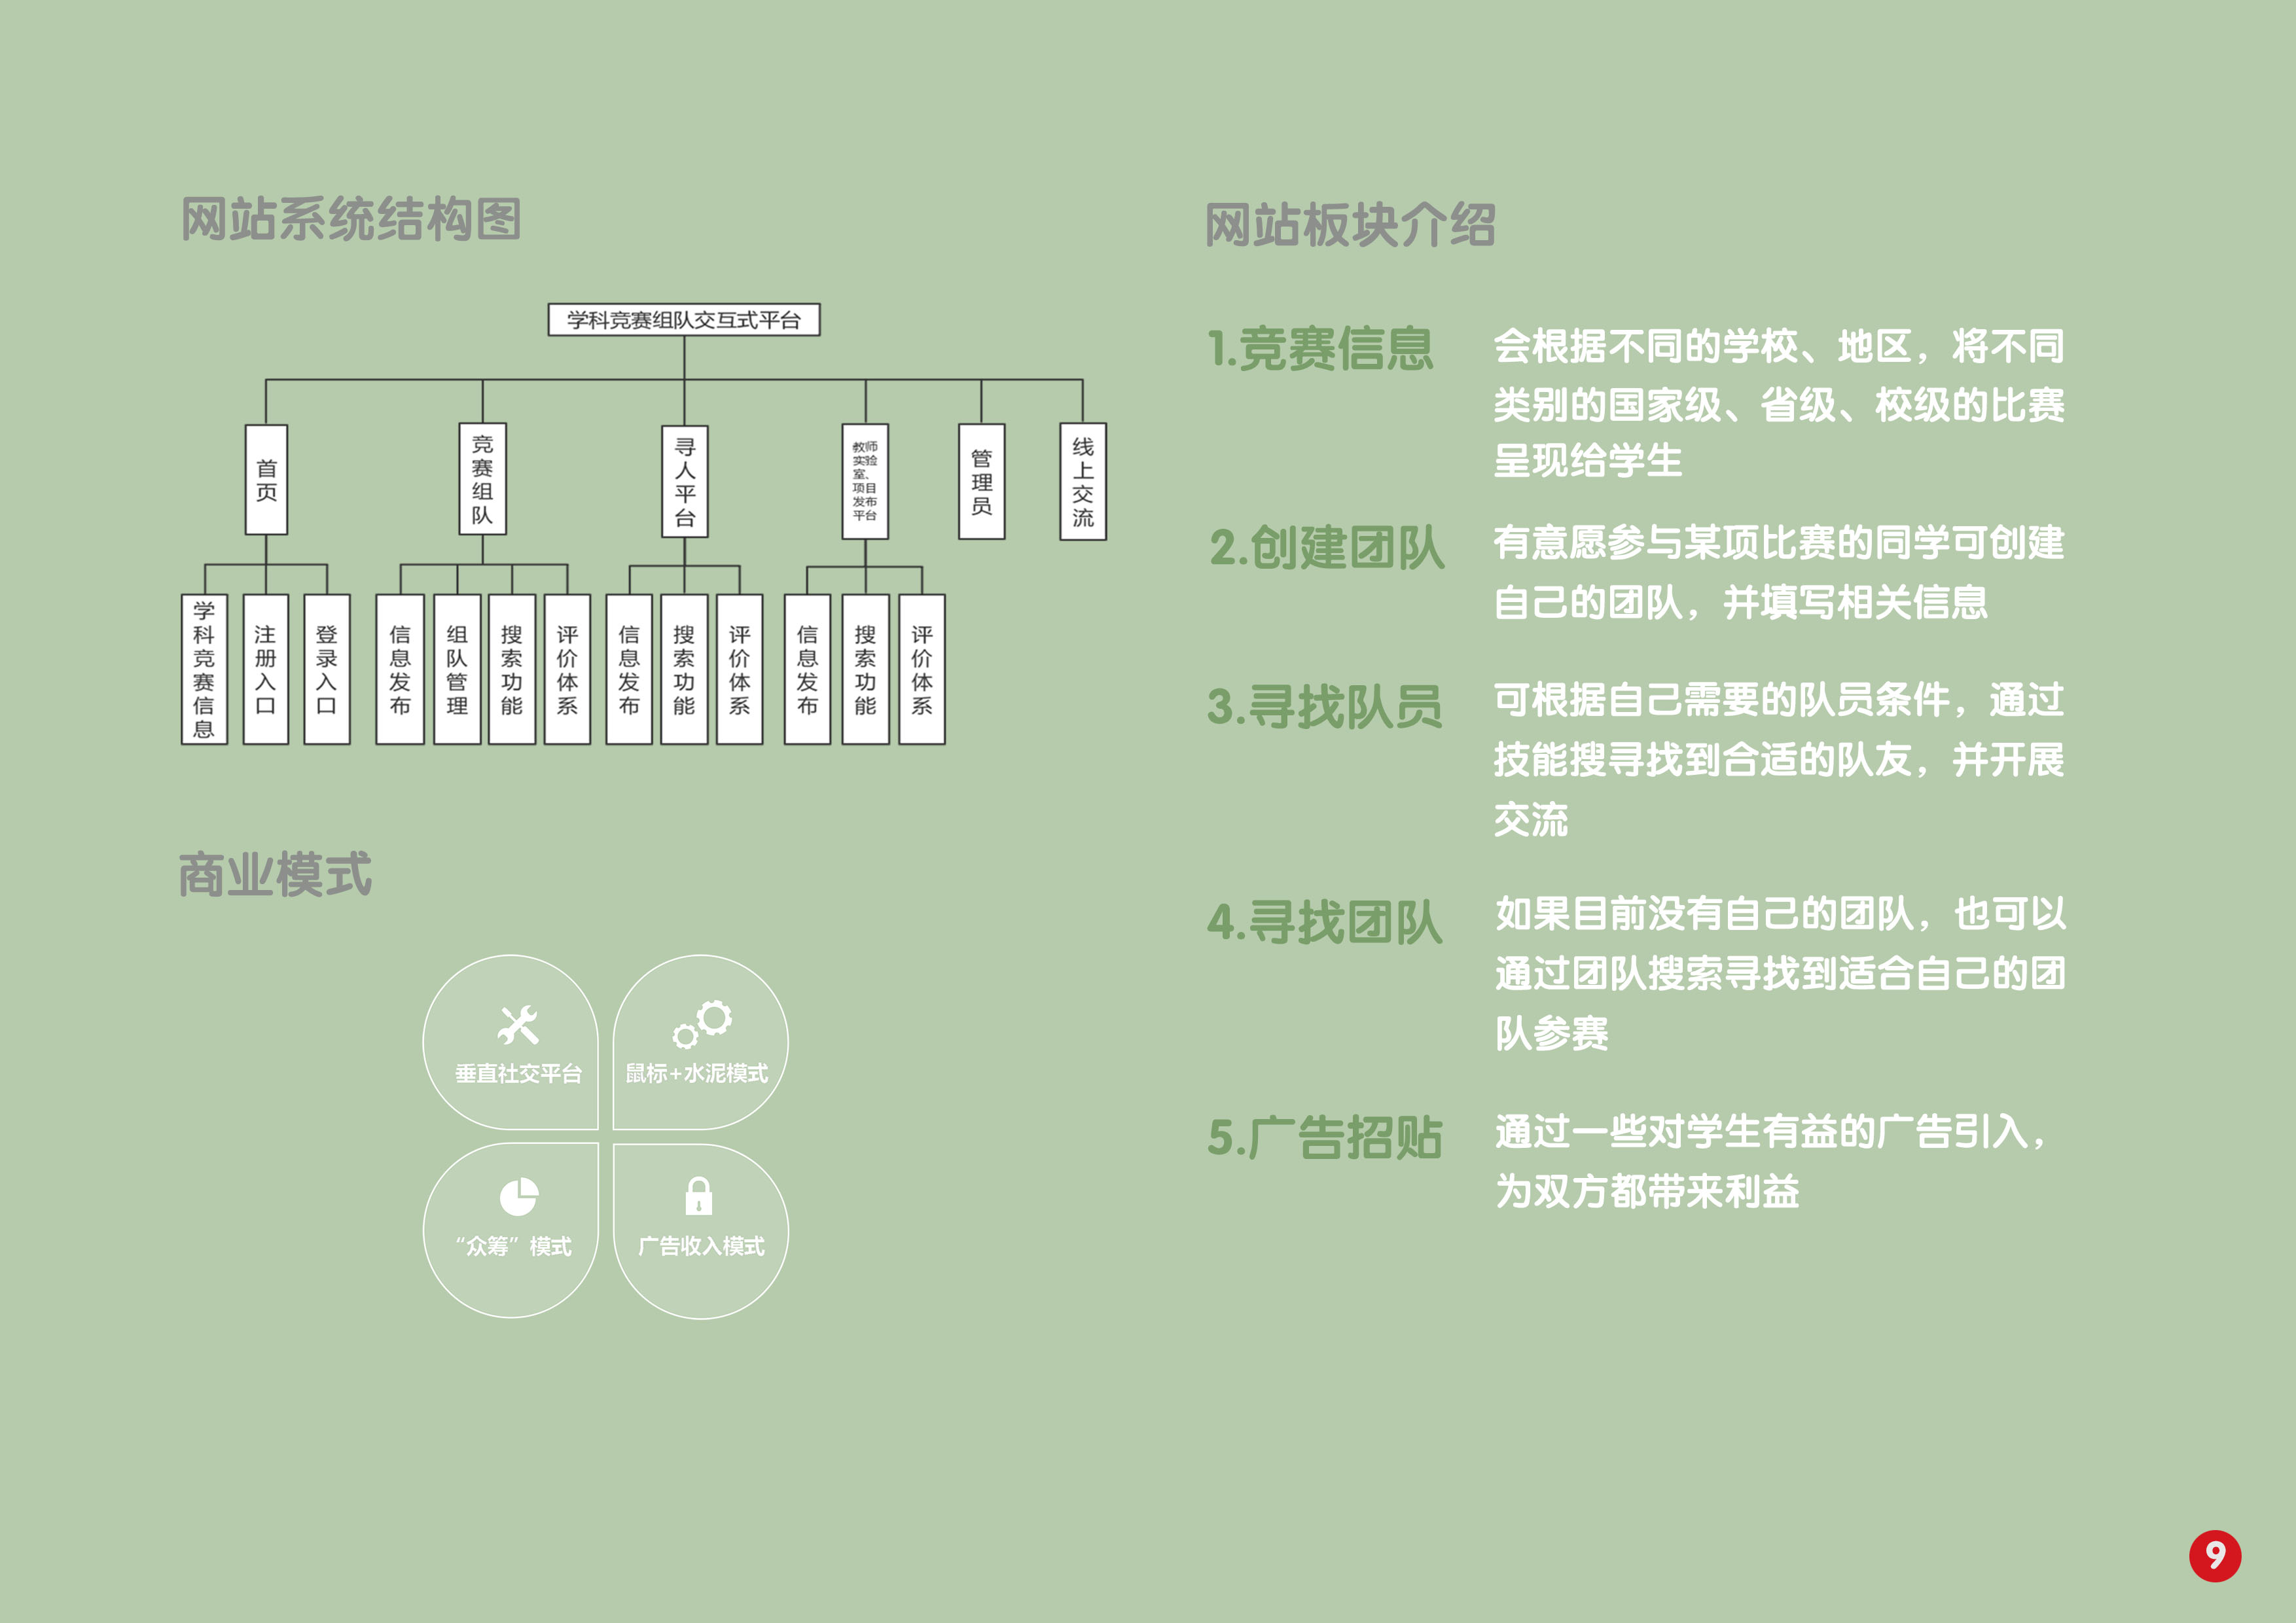 网站系统结构图
学科竞赛组队交互式平台
首页
竞赛组队
寻人平台
教师
实验
室、
项目
发布
平台
管理员
线上交流
学科竞赛信息
注册入口
登录入口
信息发布
组队管理
搜索功能
评价体系
信息发布
搜索功能
评价体系
信息发布
搜索功能
评价体系
商业模式
垂直社交平台
鼠标+水泥模式
“众筹”模式
广告收入模式
网站板块介绍
1.竞赛信息
会根据不同的学校、地区，将不同
类别的国家级、省级、校级的比赛
呈现给学生
2.创建团队
有意愿参与某项比赛的同学可创建
自己的团队，并填写相关信息
3.寻找队员
可根据自己需要的队员条件，通过
技能搜寻找到合适的队友，并开展
交流
4.寻找团队
如果目前没有自己的团队，也可以
通过团队搜索寻找到适合自己的团
队参赛
5.广告招贴
通过一些对学生有益的广告引入，
为双方都带来利益
9